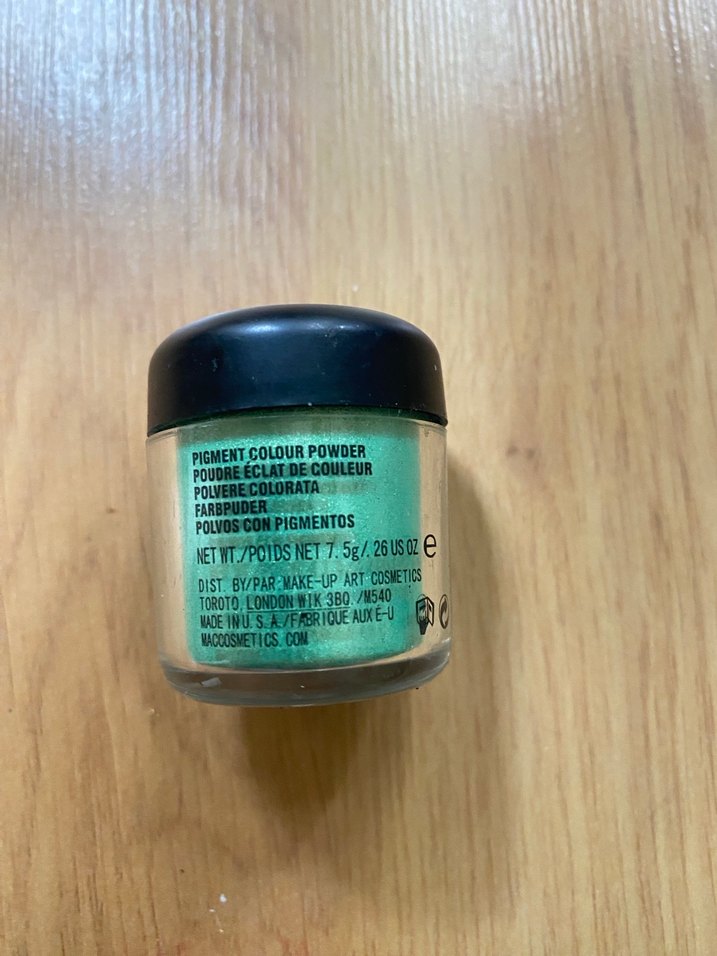 PIGMENT COLOUR POWDER
POUDRE ÉCLAT DE COULEUR
POLVERE COLORATA
FARBPUDER
POLVOS CON PIGMENTOS
NET WT./POIDS NET 7. 5g/. 26 US OZ e
DIST. BY/PAR MAKE-UP ART COSMETICS
TOROTO, LONDON W1K 3BQ. /M540
MADE IN U. S. A./FABRIQUE AUX E-U
MACCOSMETICS. COM